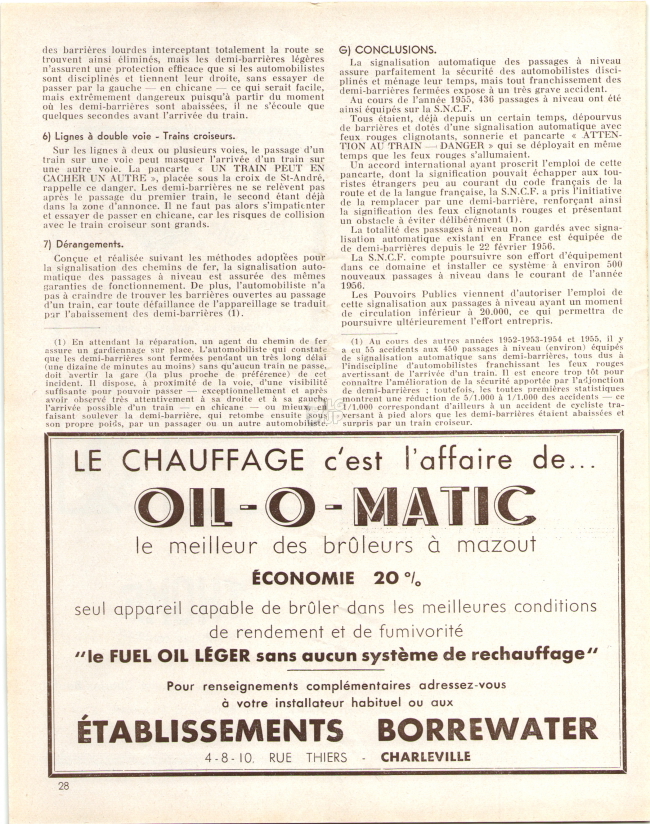 des barrières lourdes interceptant totalement la route se
trouvent ainsi éliminés, mais les demi-barrières légères
n'assurent une protection efficace que si les automobilistes
sont disciplinés et tiennent leur droite, sans essayer de
passer par la gauche — en chicane — ce qui serait facile,
mais extrêmement dangereux puisqu'à partir du moment
où les demi-barrières sont abaissées, il ne s'écoule que
quelques secondes avant l'arrivée du train.
6) Lignes à double voie - Trains croiseurs.
Sur les lignes à deux ou plusieurs voies, le passage d'un
train sur une voie peut masquer l'arrivée d'un train sur
une autre voie. La pancarte « UN TRAIN PEUT EN
CACHER UN AUTRE », placée sous la croix de St-André,
rappelle ce danger. Les demi-barrières ne se relèvent pas
après le passage du premier train, le second étant déjà
dans la zone d'annonce. Il ne faut pas alors s'impatienter
et essayer de passer en chicane, car les risques de collision
avec le train croiseur sont grands.
7) Dérangements.
Conçue et réalisée suivant les méthodes adoptées pour
la signalisation des chemins de fer, la signalisation auto-
matique des passages à niveau est assurée des mêmes
garanties de fonctionnement. De plus, l'automobiliste n'a
pas à craindre de trouver les barrières ouvertes au passage
d'un train, car toute défaillance de l'appareillage se traduit
par l'abaissement des demi-barrières (1).
(1) En attendant la réparation, un agent du chemin de fer
assure un gardiennage sur place. L'automobiliste qui constate
que les demi-barrières sont fermées pendant un très long délai
(une dizaine de minutes au moins) sans qu'aucun train ne passe,
doit avertir la gare (la plus proche de préférence) de cet
incident. Il dispose, à proximité de la voie, d'une visibilité
suffisante pour pouvoir passer — exceptionnellement et après
avoir observé très attentivement à sa droite et à sa gauche
l'arrivée possible d'un train — en chicane — ou mieux, en
faisant soulever la demi-barrière, qui retombe ensuite par
son propre poids, par un passager ou un autre automobiliste.
G) CONCLUSIONS.
La signalisation automatique des passages à niveau
assure parfaitement la sécurité des automobilistes disci-
plinés et ménage leur temps, mais tout franchissement des
demi-barrières fermées expose à un très grave accident.
Au cours de l'année 1955, 436 passages à niveau ont été
ainsi équipés sur la S.N.C.F.
Tous étaient, déjà depuis un certain temps, dépourvus
de barrières et dotés d'une signalisation automatique avec
feux rouges clignotants, sonnerie et pancarte « ATTEN-
TION AU TRAIN — DANGER » qui se déployait en même
temps que les feux rouges s'allumaient.
Un accord international ayant proscrit l'emploi de cette
pancarte, dont la signification pouvait échapper aux tou-
ristes étrangers peu au courant du code français de la
route et de la langue française, la S.N.C.F. a pris l'initiative
de la remplacer par une demi-barrière, renforçant ainsi
la signification des feux clignotants rouges et présentant
un obstacle à éviter délibérément (1).
La totalité des passages à niveau non gardés avec signa-
lisation automatique existant en France est équipée de
de demi-barrières depuis le 22 février 1956.
La S.N.C.F. compte poursuivre son effort d'équipement
dans ce domaine et installer ce système à environ 500
nouveaux passages à niveau dans le courant de l'année
1956.
Les Pouvoirs Publics viennent d'autoriser l'emploi de
cette signalisation aux passages à niveau ayant un moment
de circulation inférieur à 20.000, ce qui permettra de
poursuivre ultérieurement l'effort entrepris.
(1) Au cours des autres années 1952-1953-1954 et 1955, il y
a eu 55 accidents aux 450 passages à niveau (environ) équipés
de signalisation automatique sans demi-barrières, tous dus à
l'indiscipline d'automobilistes franchissant les feux rouges
avertissant de l'arrivée d'un train. Il est encore trop tôt pour
connaître l'amélioration de la sécurité apportée par l'adjonction
de demi-barrières ; toutefois, les toutes premières statistiques
montrent une réduction de 5/1.000 à 1/1.000 des accidents — ce
1/1.000 correspondant d'ailleurs à un accident de cycliste tra-
versant à pied alors que les demi-barrières étaient abaissées et
surpris par un train croiseur.
LE CHAUFFAGE c'est l'affaire de...
OIL-O-MATIC
le meilleur des brûleurs à mazout
ÉCONOMIE 20 %
seul appareil capable de brûler dans les meilleures conditions
de rendement et de fumivorité
"le FUEL OIL LÉGER sans aucun système de rechauffage"
Pour renseignements complémentaires adressez-vous
à votre installateur habituel ou aux
ÉTABLISSEMENTS BORREWATER
4-8-10, RUE THIERS - CHARLEVILLE
28